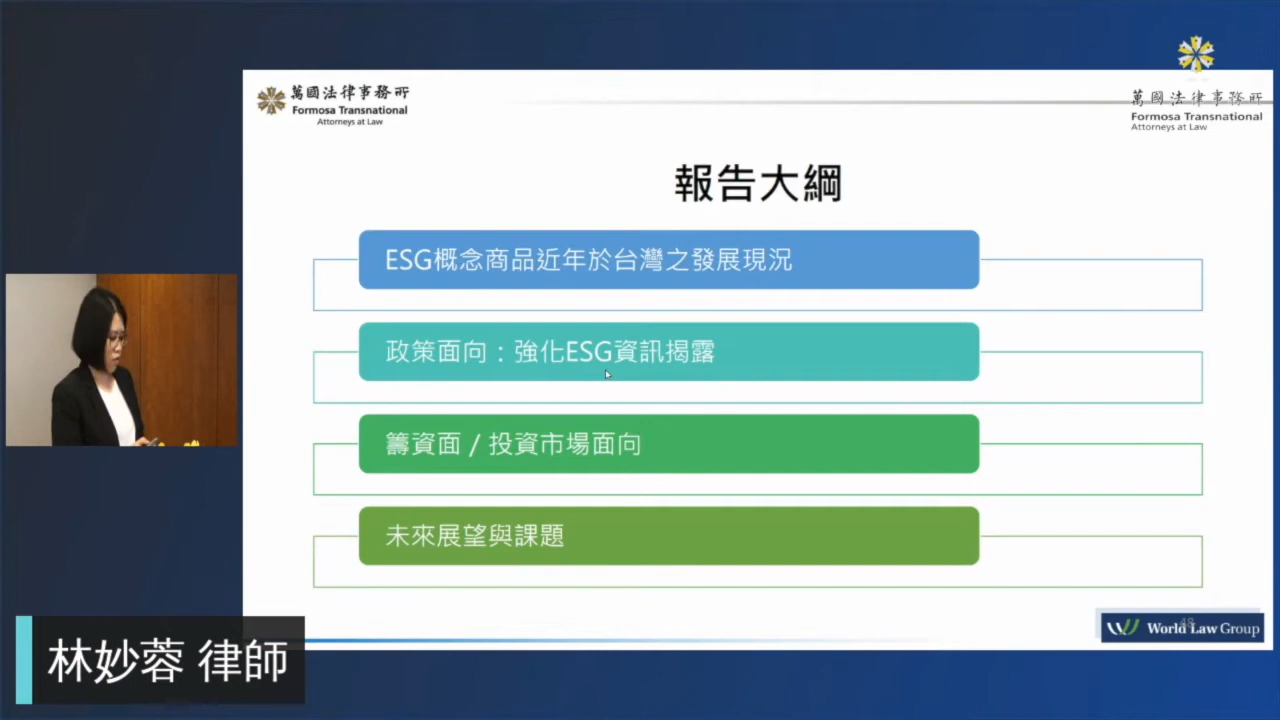 萬國法律事務所
Formosa Transnational
Attorneys at Law
萬國法律事務所
Formosa Transnational
Attorneys at Law
報告大綱
ESG概念商品近年於台灣之發展現況
政策面向：強化ESG資訊揭露
籌資面 / 投資市場面向
未來展望與課題
48
World Law Group
林妙蓉 律師